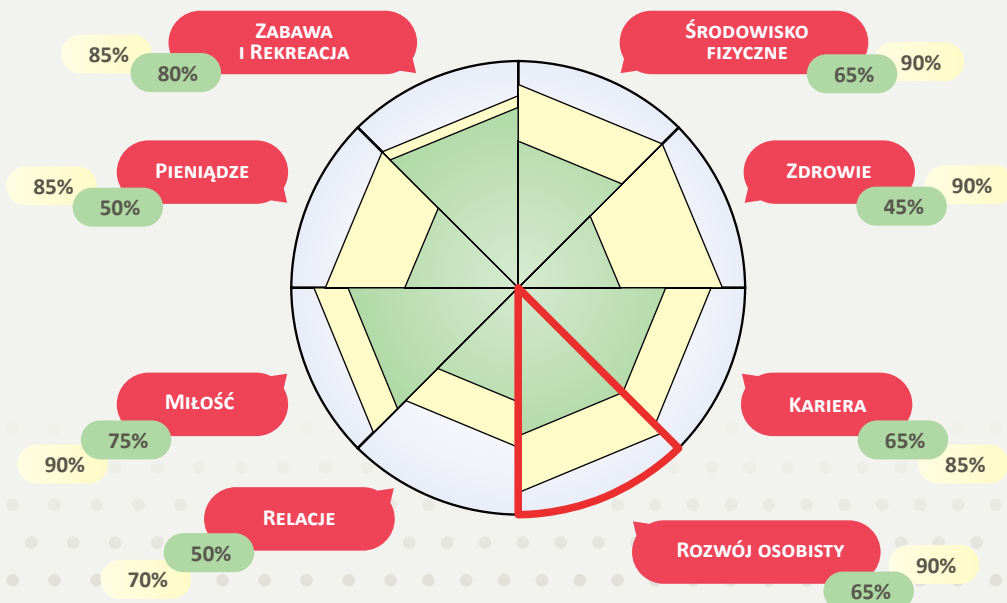 Zabawa
i Rekreacja
85%
80%
Środowisko
fizyczne
65%
90%
Pieniądze
85%
50%
Zdrowie
90%
45%
Miłość
75%
90%
Kariera
65%
85%
Relacje
50%
70%
Rozwój osobisty
90%
65%